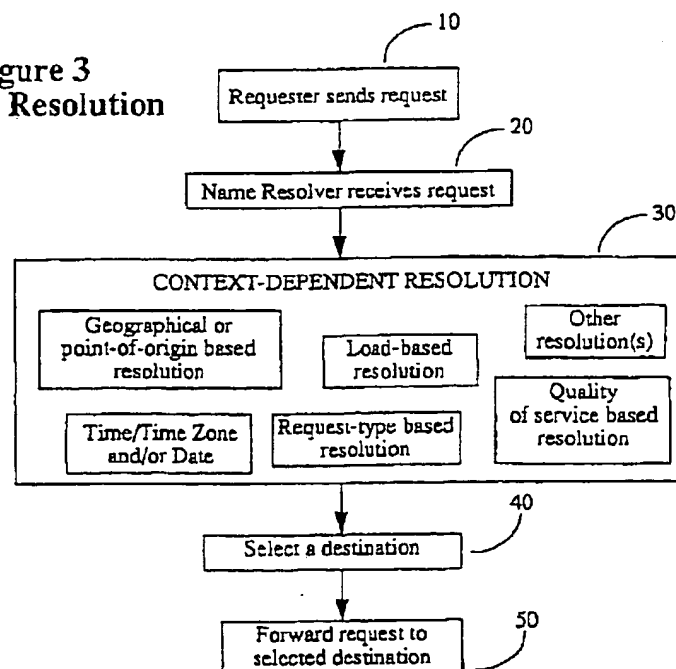 gure 3
Resolution
10
Requester sends request
20
Name Resolver receives request
30
CONTEXT-DEPENDENT RESOLUTION
Geographical or
point-of-origin based
resolution
Load-based
resolution
Other
resolution(s)
Time/Time Zone
and/or Date
Request-type based
resolution
Quality
of service based
resolution
40
Select a destination
50
Forward request to
selected destination